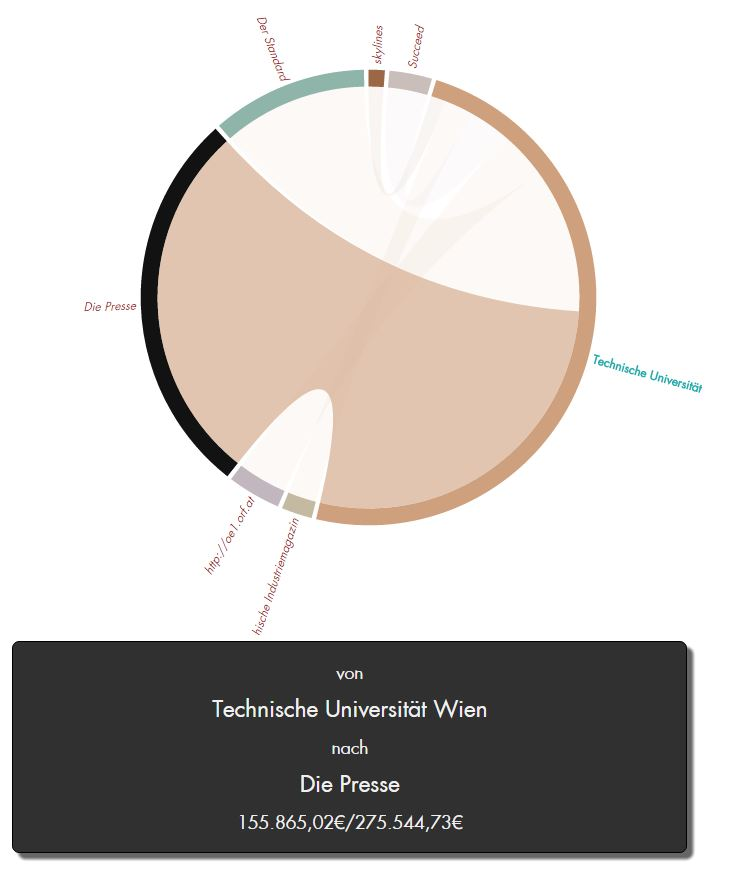 Der Standard
skylines
Succeed
Die Presse
Technische Universität
http://oe1.orf.at
hische Industriemagazin
von
Technische Universität Wien
nach
Die Presse
155.865,02€/275.544,73€